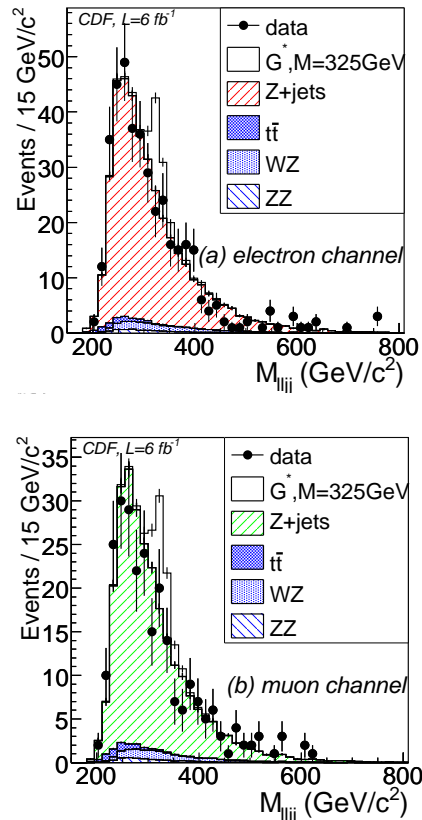 CDF, L=6 fb⁻¹
data
G*,M=325GeV
Z+jets
tt̄
WZ
ZZ
(a) electron channel
Events / 15 GeV/c²
50
40
30
20
10
0
200 400 600 800
M_lljj (GeV/c²)
CDF, L=6 fb⁻¹
data
G*,M=325GeV
Z+jets
tt̄
WZ
ZZ
(b) muon channel
Events / 15 GeV/c²
35
30
25
20
15
10
5
0
200 400 600 800
M_lljj (GeV/c²)